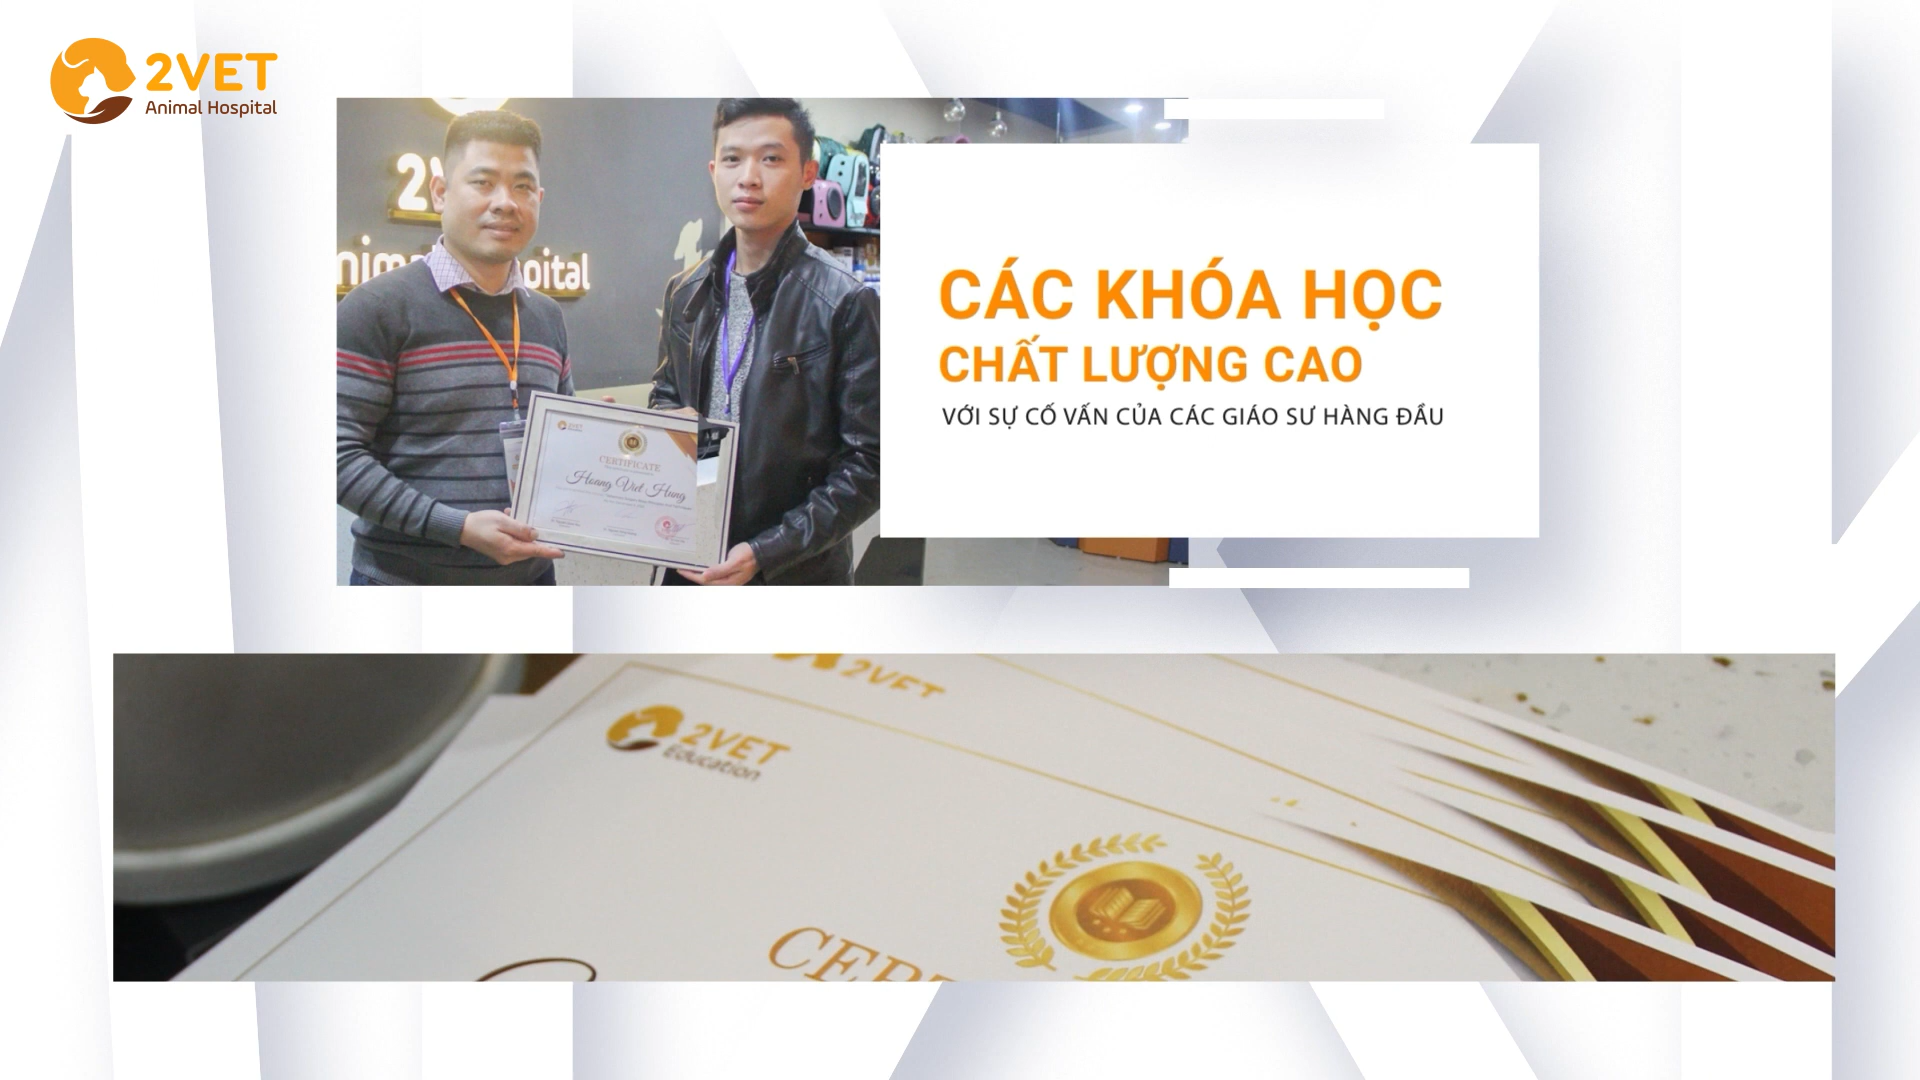 2VET
Animal Hospital
CÁC KHÓA HỌC
CHẤT LƯỢNG CAO
VỚI SỰ CỐ VẤN CỦA CÁC GIÁO SƯ HÀNG ĐẦU
2VET
CERTIFICATE
Hoang Viet Hung
2VET
2VET
Education